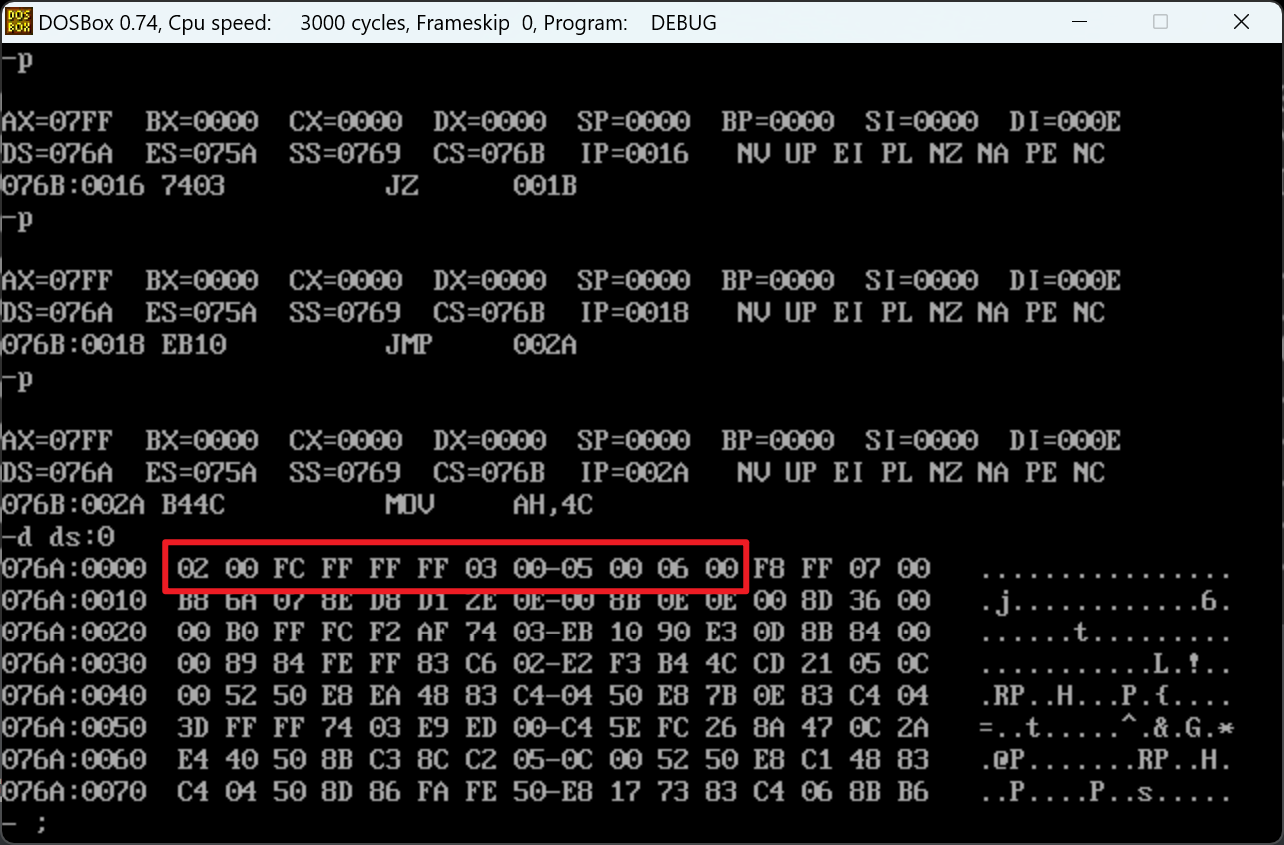 DOS BOX DOSBox 0.74, Cpu speed: 3000 cycles, Frameskip 0, Program: DEBUG
-p
AX=07FF BX=0000 CX=0000 DX=0000 SP=0000 BP=0000 SI=0000 DI=000E
DS=076A ES=075A SS=0769 CS=076B IP=0016 NV UP EI PL NZ NA PE NC
076B:0016 7403 JZ 001B
-p
AX=07FF BX=0000 CX=0000 DX=0000 SP=0000 BP=0000 SI=0000 DI=000E
DS=076A ES=075A SS=0769 CS=076B IP=0018 NV UP EI PL NZ NA PE NC
076B:0018 EB10 JMP 002A
-p
AX=07FF BX=0000 CX=0000 DX=0000 SP=0000 BP=0000 SI=0000 DI=000E
DS=076A ES=075A SS=0769 CS=076B IP=002A NV UP EI PL NZ NA PE NC
076B:002A B44C MOV AH,4C
-d ds:0
076A:0000 02 00 FC FF FF FF 03 00-05 00 06 00 F8 FF 07 00 ................
076A:0010 B8 6A 07 8E D8 D1 2E 0E-00 8B 0E 0E 00 8D 36 00 .j............6.
076A:0020 00 B0 FF FC F2 AF 74 03-EB 10 90 E3 0D 8B 84 00 ......t.........
076A:0030 00 89 84 FE FF 83 C6 02-E2 F3 B4 4C CD 21 05 0C ...........L.!..
076A:0040 00 52 50 E8 EA 48 83 C4-04 50 E8 7B 0E 83 C4 04 .RP..H...P.{....
076A:0050 3D FF FF 74 03 E9 ED 00-C4 5E FC 26 8A 47 0C 2A =..t.....^.&.G.*
076A:0060 E4 40 50 8B C3 8C C2 05-0C 00 52 50 E8 C1 48 83 .@P.......RP..H.
076A:0070 C4 04 50 8D 86 FA FE 50-E8 17 73 83 C4 06 8B B6 ..P....P..s.....
- ;